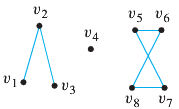 v₂ v₅ v₆
v₄
v₁ v₃
v₈ v₇